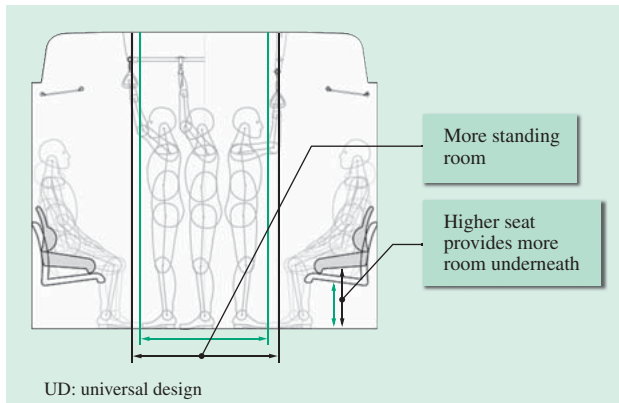 More standing
room
Higher seat
provides more
room underneath
UD: universal design